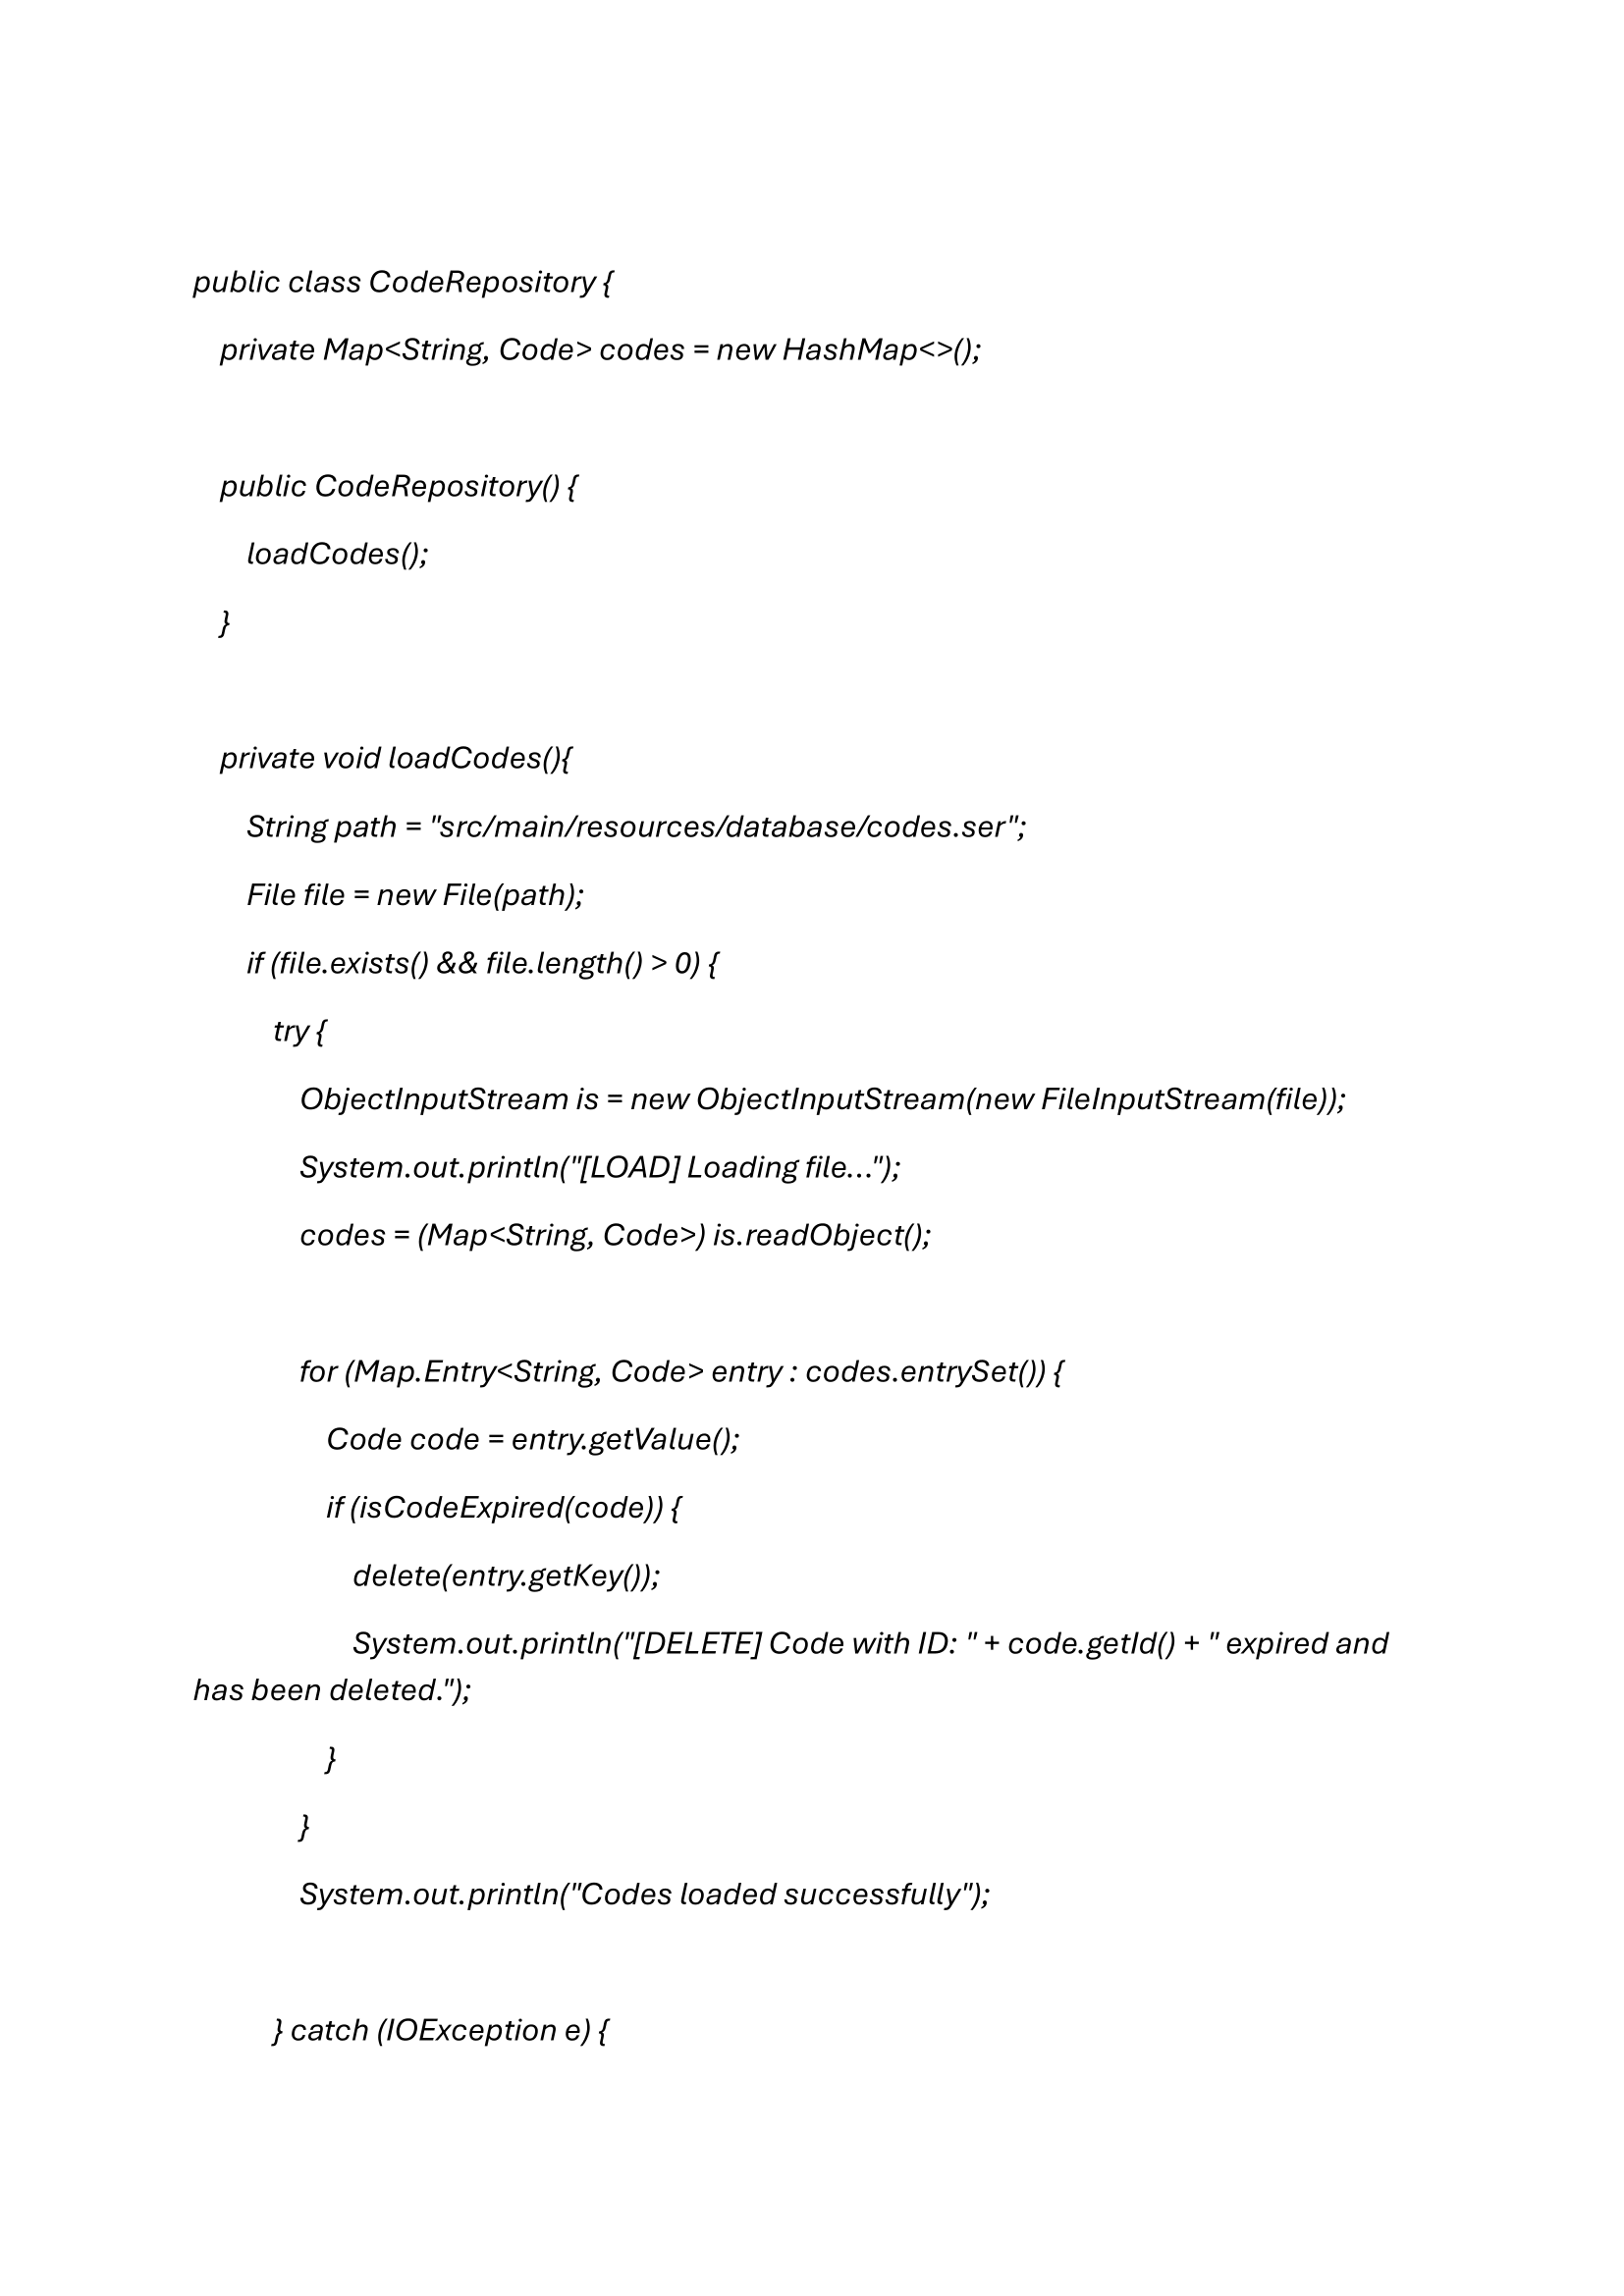 public class CodeRepository {
private Map<String, Code> codes = new HashMap<>();
public CodeRepository() {
loadCodes();
}
private void loadCodes(){
String path = "src/main/resources/database/codes.ser";
File file = new File(path);
if (file.exists() && file.length() > 0) {
try {
ObjectInputStream is = new ObjectInputStream(new FileInputStream(file));
System.out.println("[LOAD] Loading file...");
codes = (Map<String, Code>) is.readObject();
for (Map.Entry<String, Code> entry : codes.entrySet()) {
Code code = entry.getValue();
if (isCodeExpired(code)) {
delete(entry.getKey());
System.out.println("[DELETE] Code with ID: " + code.getId() + " expired and
has been deleted.");
}
}
System.out.println("Codes loaded successfully");
} catch (IOException e) {